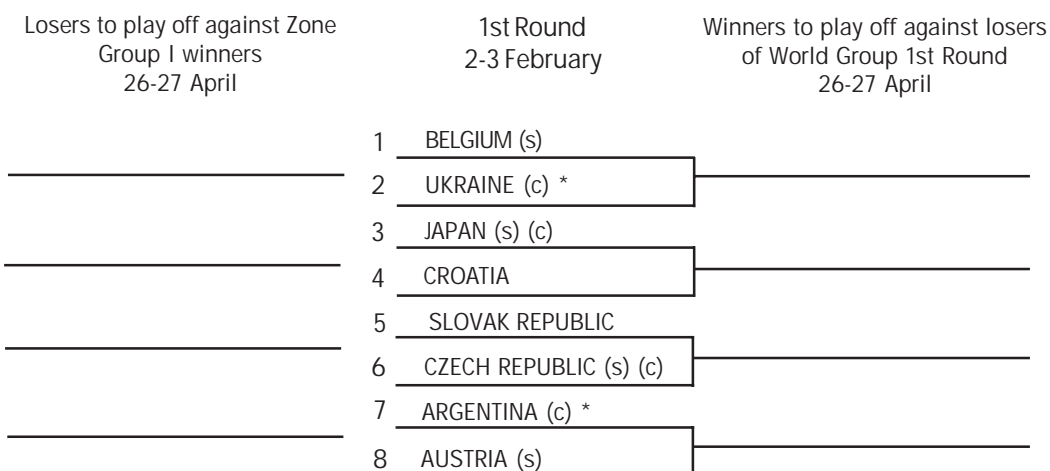 Losers to play off against Zone
Group I winners
26-27 April
1st Round
2-3 February
Winners to play off against losers
of World Group 1st Round
26-27 April
1 BELGIUM (s)
2 UKRAINE (c) *
3 JAPAN (s) (c)
4 CROATIA
5 SLOVAK REPUBLIC
6 CZECH REPUBLIC (s) (c)
7 ARGENTINA (c) *
8 AUSTRIA (s)